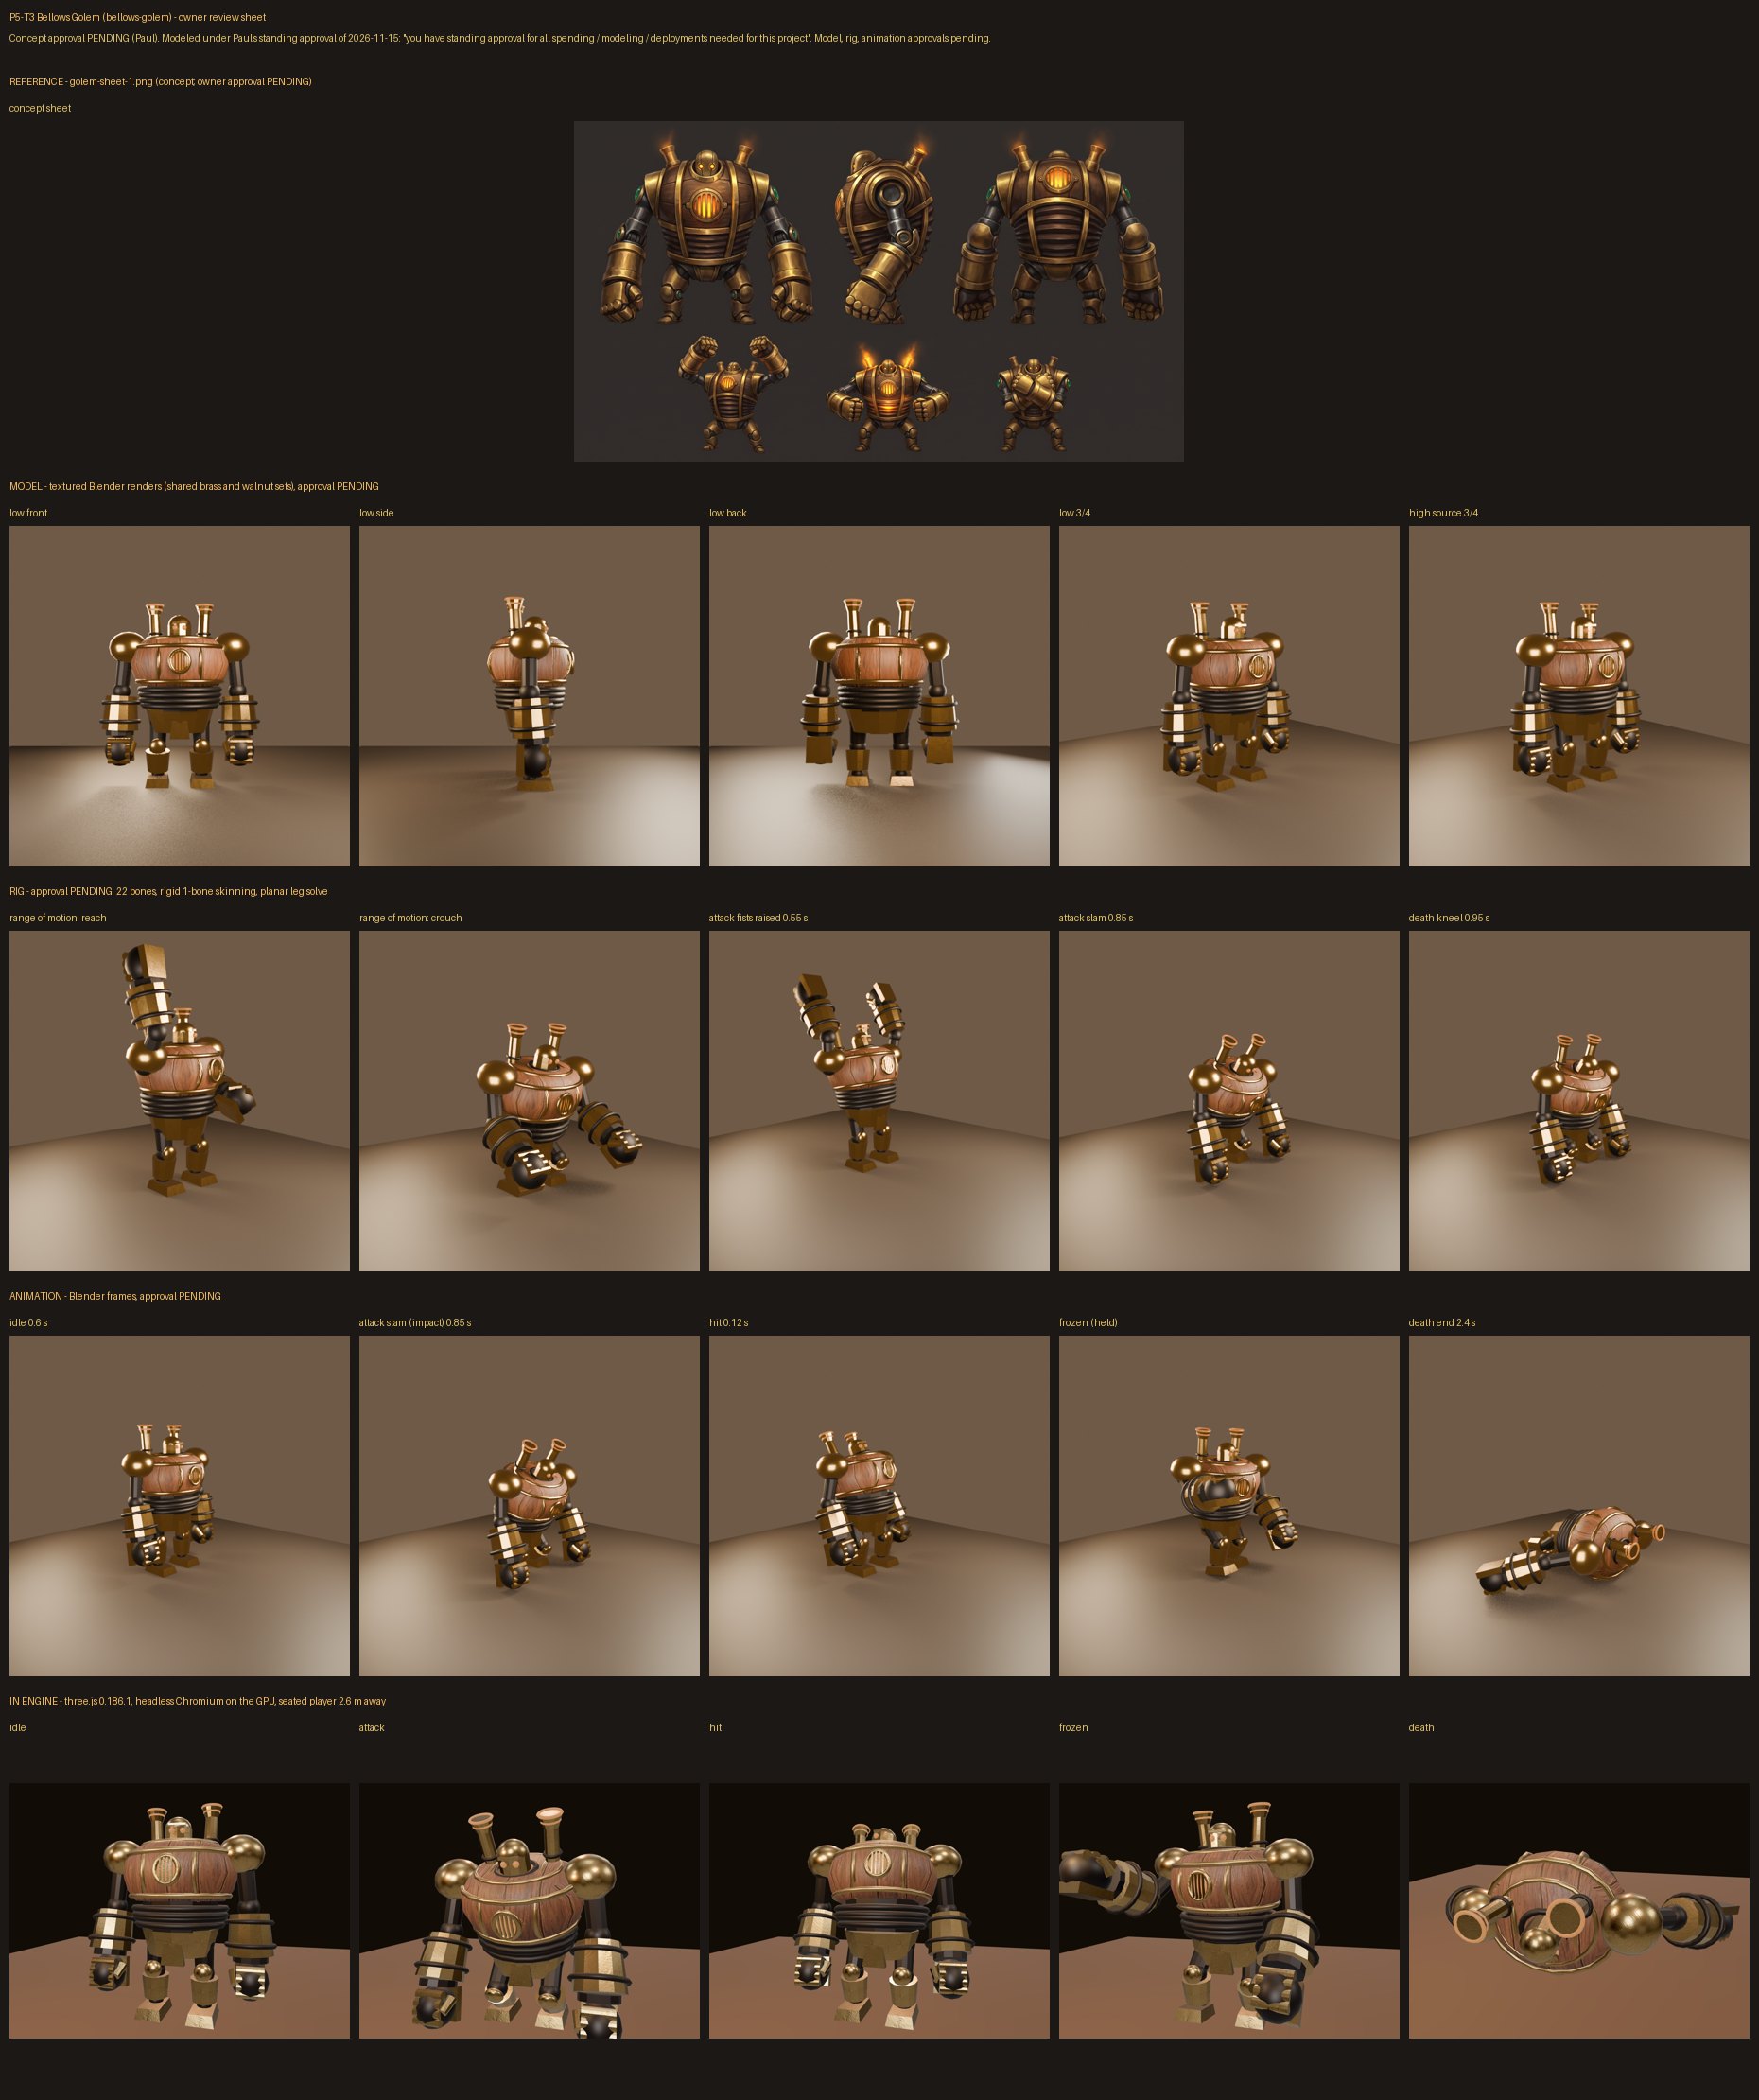 P5-T3 Bellows Golem (bellows-golem) - owner review sheet
Concept approval PENDING (Paul). Modeled under Paul's standing approval of 2026-11-15: "you have standing approval for all spending / modeling / deployments needed for this project". Model, rig, animation approvals pending.
REFERENCE - golem-sheet-1.png (concept; owner approval PENDING)
concept sheet
MODEL - textured Blender renders (shared brass and walnut sets), approval PENDING
low front
low side
low back
low 3/4
high source 3/4
RIG - approval PENDING: 22 bones, rigid 1-bone skinning, planar leg solve
range of motion: reach
range of motion: crouch
attack fists raised 0.55 s
attack slam 0.85 s
death kneel 0.95 s
ANIMATION - Blender frames, approval PENDING
idle 0.6 s
attack slam (impact) 0.85 s
hit 0.12 s
frozen (held)
death end 2.4 s
IN ENGINE - three.js 0.186.1, headless Chromium on the GPU, seated player 2.6 m away
idle
attack
hit
frozen
death